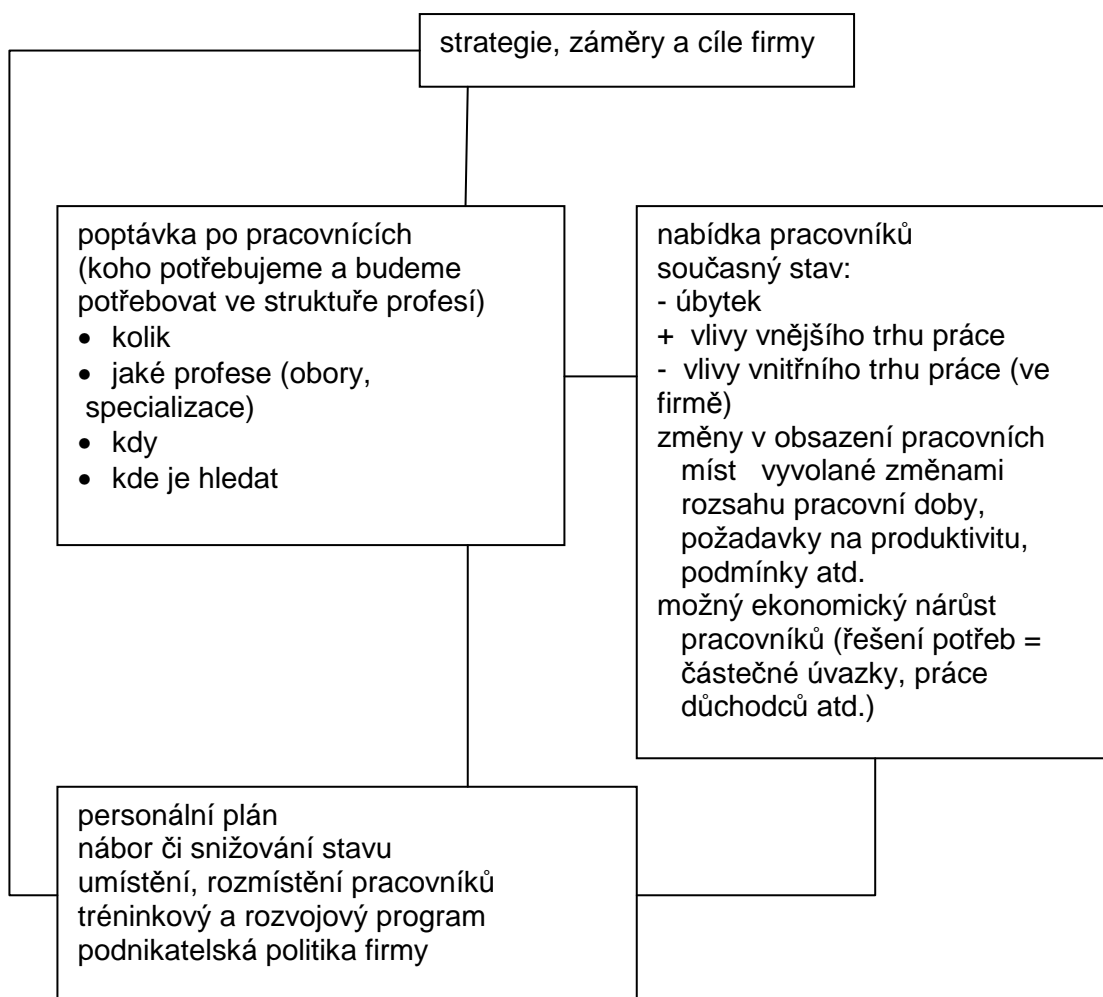 strategie, záměry a cíle firmy
poptávka po pracovnících
(koho potřebujeme a budeme
potřebovat ve struktuře profesí)
• kolik
• jaké profese (obory,
specializace)
• kdy
• kde je hledat
nabídka pracovníků
současný stav:
- úbytek
+ vlivy vnějšího trhu práce
- vlivy vnitřního trhu práce (ve
firmě)
změny v obsazení pracovních
míst vyvolané změnami
rozsahu pracovní doby,
požadavky na produktivitu,
podmínky atd.
možný ekonomický nárůst
pracovníků (řešení potřeb =
částečné úvazky, práce
důchodců atd.)
personální plán
nábor či snižování stavu
umístění, rozmístění pracovníků
tréninkový a rozvojový program
podnikatelská politika firmy